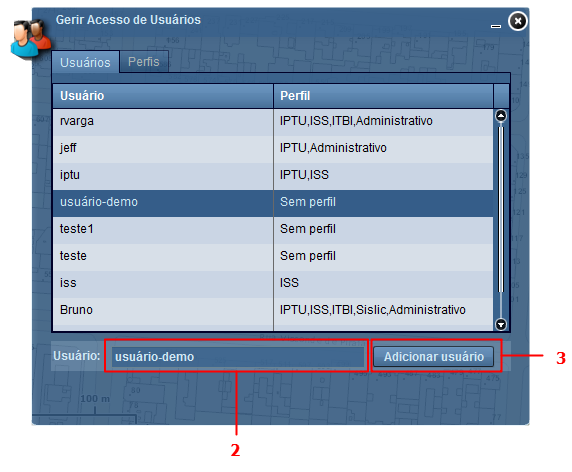 Gerir Acesso de Usuários
Usuários Perfis
Usuário Perfil
rvarga IPTU,ISS,ITBI,Administrativo
jeff IPTU,Administrativo
iptu IPTU,ISS
usuário-demo Sem perfil
teste1 Sem perfil
teste Sem perfil
iss ISS
Bruno IPTU,ISS,ITBI,Sislic,Administrativo
Usuário: usuário-demo Adicionar usuário 3
100 m
2